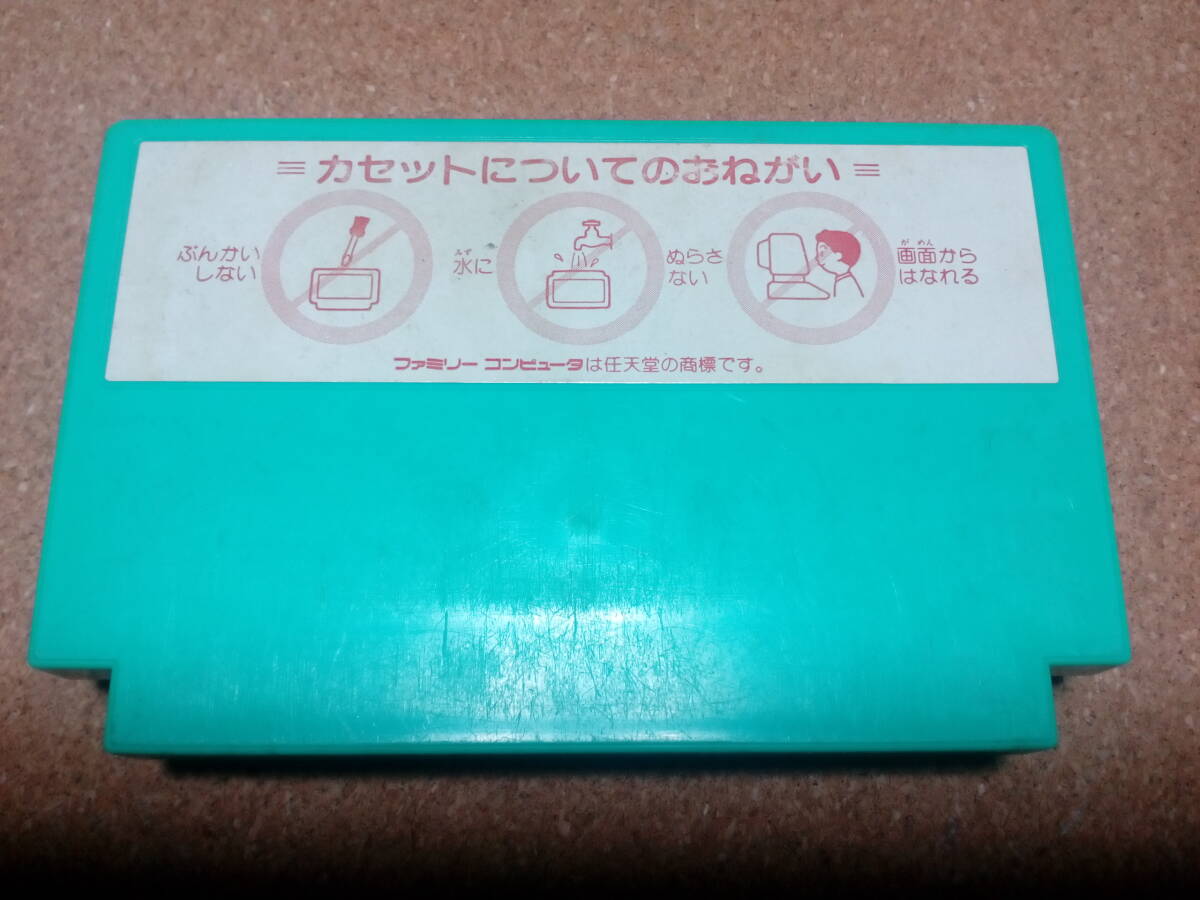 カセットについてのおねがい
ぶんかい
しない
みず
水に
ぬらさ
ない
がめん
画面から
はなれる
ファミリー コンピュータは任天堂の商標です。